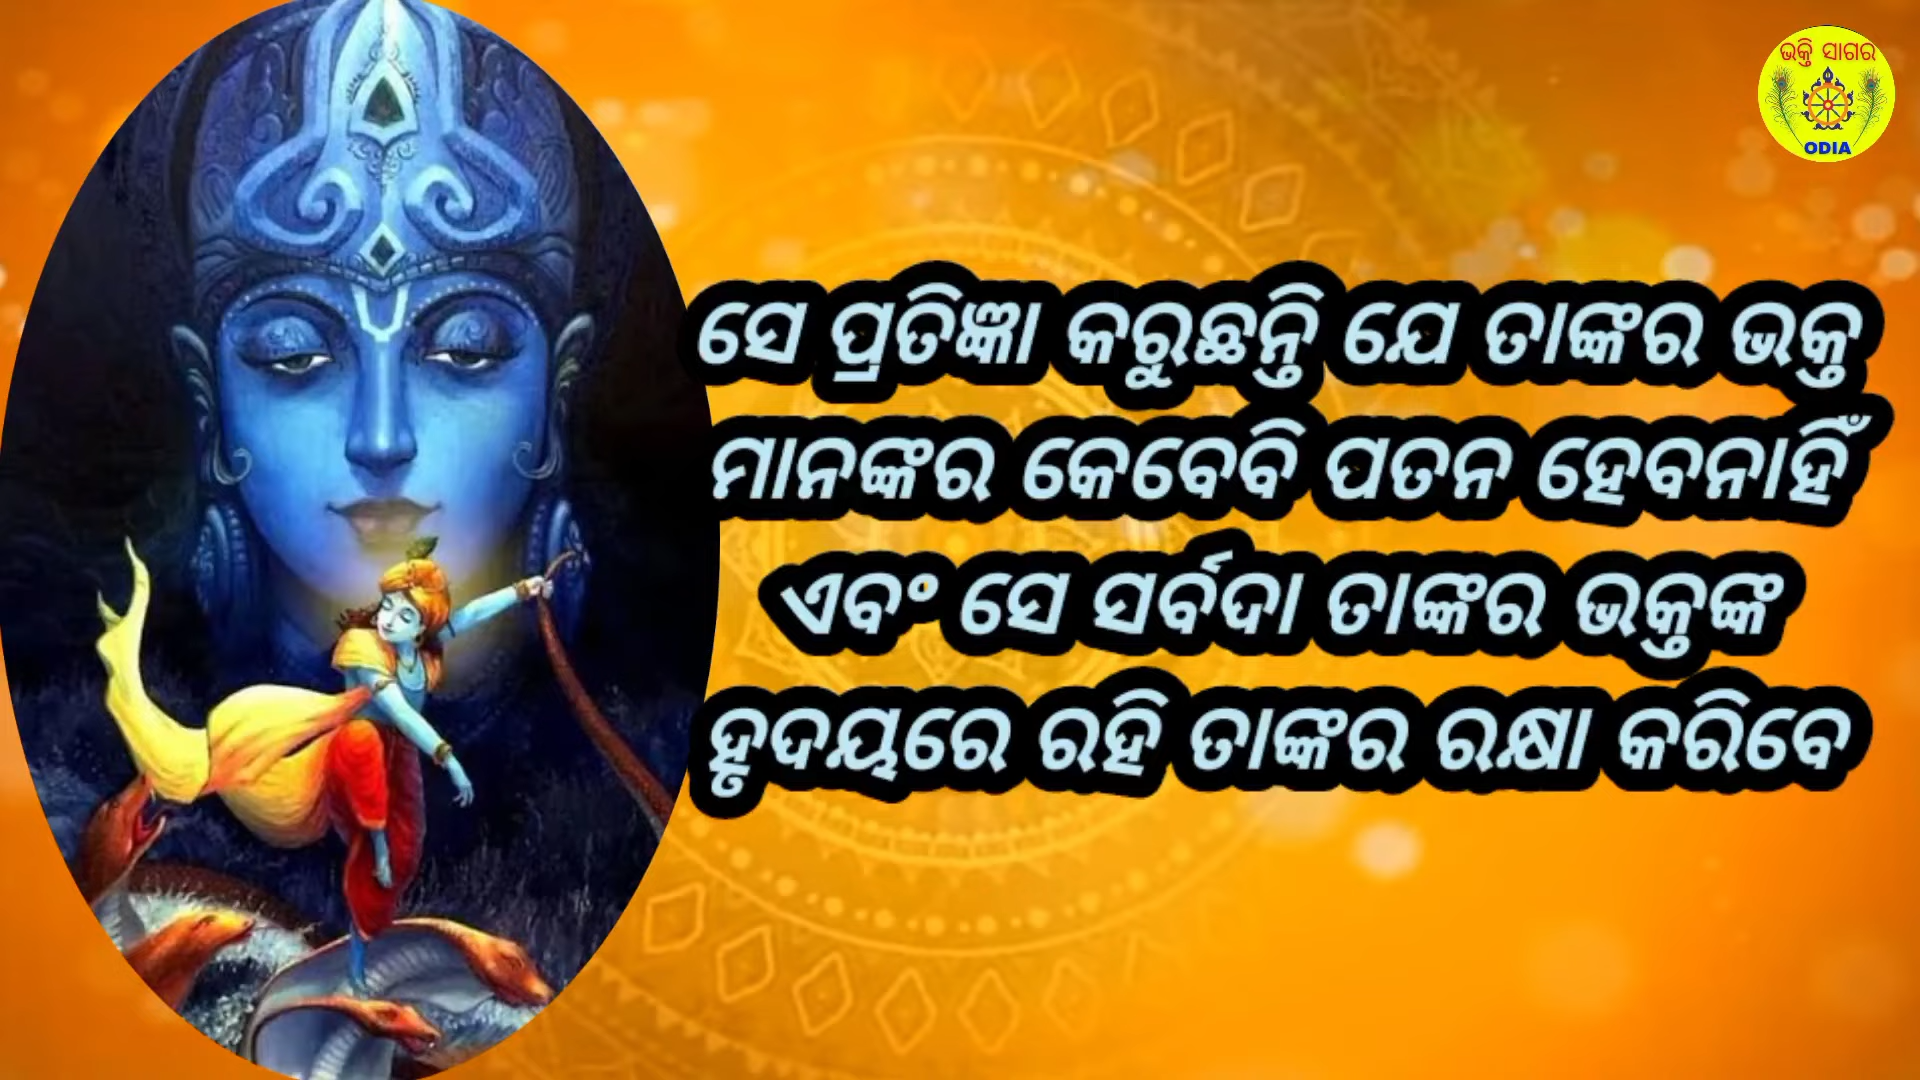 ଭକ୍ତି ସାଗର
ODIA
ସେ ପ୍ରତିଜ୍ଞା କରୁଛନ୍ତି ଯେ ତାଙ୍କର ଭକ୍ତ
ମାନଙ୍କର କେବେବି ପତନ ହେବନାହିଁ
ଏବଂ ସେ ସର୍ବଦା ତାଙ୍କର ଭକ୍ତଙ୍କ
ହୃଦୟରେ ରହି ତାଙ୍କର ରକ୍ଷା କରିବେ